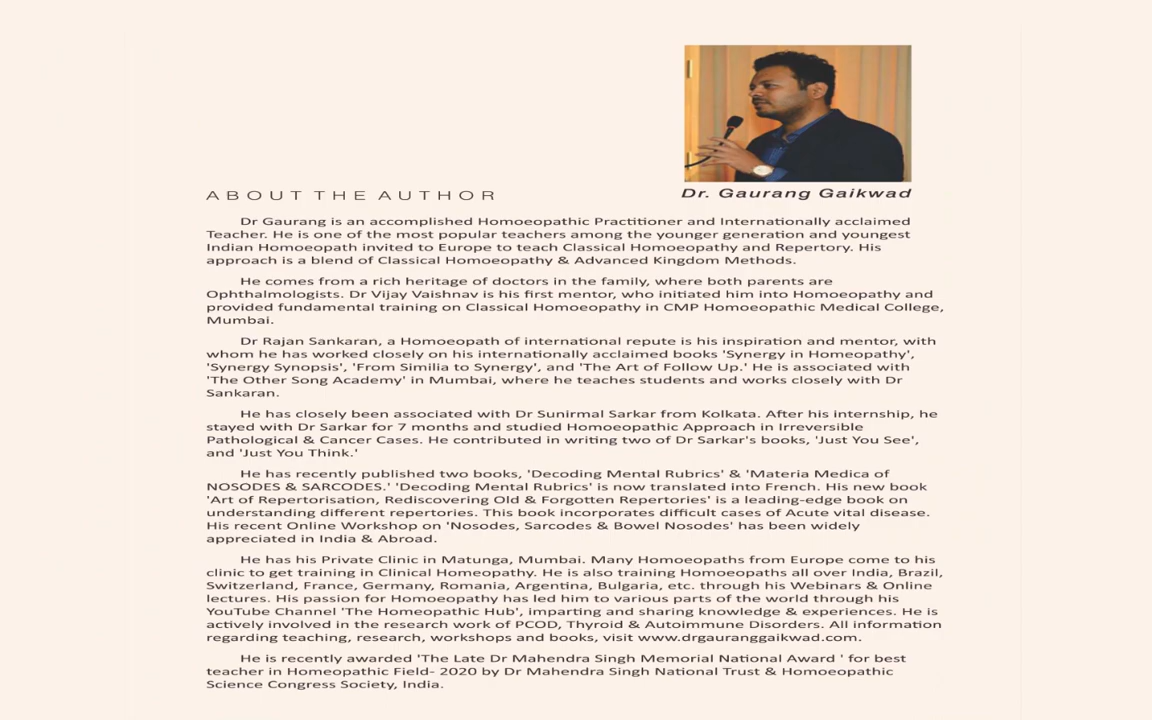 Dr. Gaurang Gaikwad
ABOUT THE AUTHOR
Dr Gaurang is an accomplished Homoeopathic Practitioner and Internationally acclaimed
Teacher. He is one of the most popular teachers among the younger generation and youngest
Indian Homoeopath invited to Europe to teach Classical Homoeopathy and Repertory. His
approach is a blend of Classical Homoeopathy & Advanced Kingdom Methods.
He comes from a rich heritage of doctors in the family, where both parents are
Ophthalmologists. Dr Vijay Vaishnav is his first mentor, who initiated him into Homoeopathy and
provided fundamental training on Classical Homoeopathy in CMP Homoeopathic Medical College,
Mumbai.
Dr Rajan Sankaran, a Homoeopath of international repute is his inspiration and mentor, with
whom he has worked closely on his internationally acclaimed books 'Synergy in Homeopathy',
'Synergy Synopsis', 'From Similia to Synergy', and 'The Art of Follow Up.' He is associated with
'The Other Song Academy' in Mumbai, where he teaches students and works closely with Dr
Sankaran.
He has closely been associated with Dr Sunirmal Sarkar from Kolkata. After his internship, he
stayed with Dr Sarkar for 7 months and studied Homoeopathic Approach in Irreversible
Pathological & Cancer Cases. He contributed in writing two of Dr Sarkar's books, 'Just You See',
and 'Just You Think.'
He has recently published two books, 'Decoding Mental Rubrics' & 'Materia Medica of
NOSODES & SARCODES.' 'Decoding Mental Rubrics' is now translated into French. His new book
'Art of Repertorisation, Rediscovering Old & Forgotten Repertories' is a leading-edge book on
understanding different repertories. This book incorporates difficult cases of Acute vital disease.
His recent Online Workshop on 'Nosodes, Sarcodes & Bowel Nosodes' has been widely
appreciated in India & Abroad.
He has his Private Clinic in Matunga, Mumbai. Many Homoeopaths from Europe come to his
clinic to get training in Clinical Homeopathy. He is also training Homoeopaths all over India, Brazil,
Switzerland, France, Germany, Romania, Argentina, Bulgaria, etc. through his Webinars & Online
lectures. His passion for Homoeopathy has led him to various parts of the world through his
YouTube Channel 'The Homeopathic Hub', imparting and sharing knowledge & experiences. He is
actively involved in the research work of PCOD, Thyroid & Autoimmune Disorders. All information
regarding teaching, research, workshops and books, visit www.drgauranggaikwad.com.
He is recently awarded 'The Late Dr Mahendra Singh Memorial National Award ' for best
teacher in Homeopathic Field- 2020 by Dr Mahendra Singh National Trust & Homoeopathic
Science Congress Society, India.